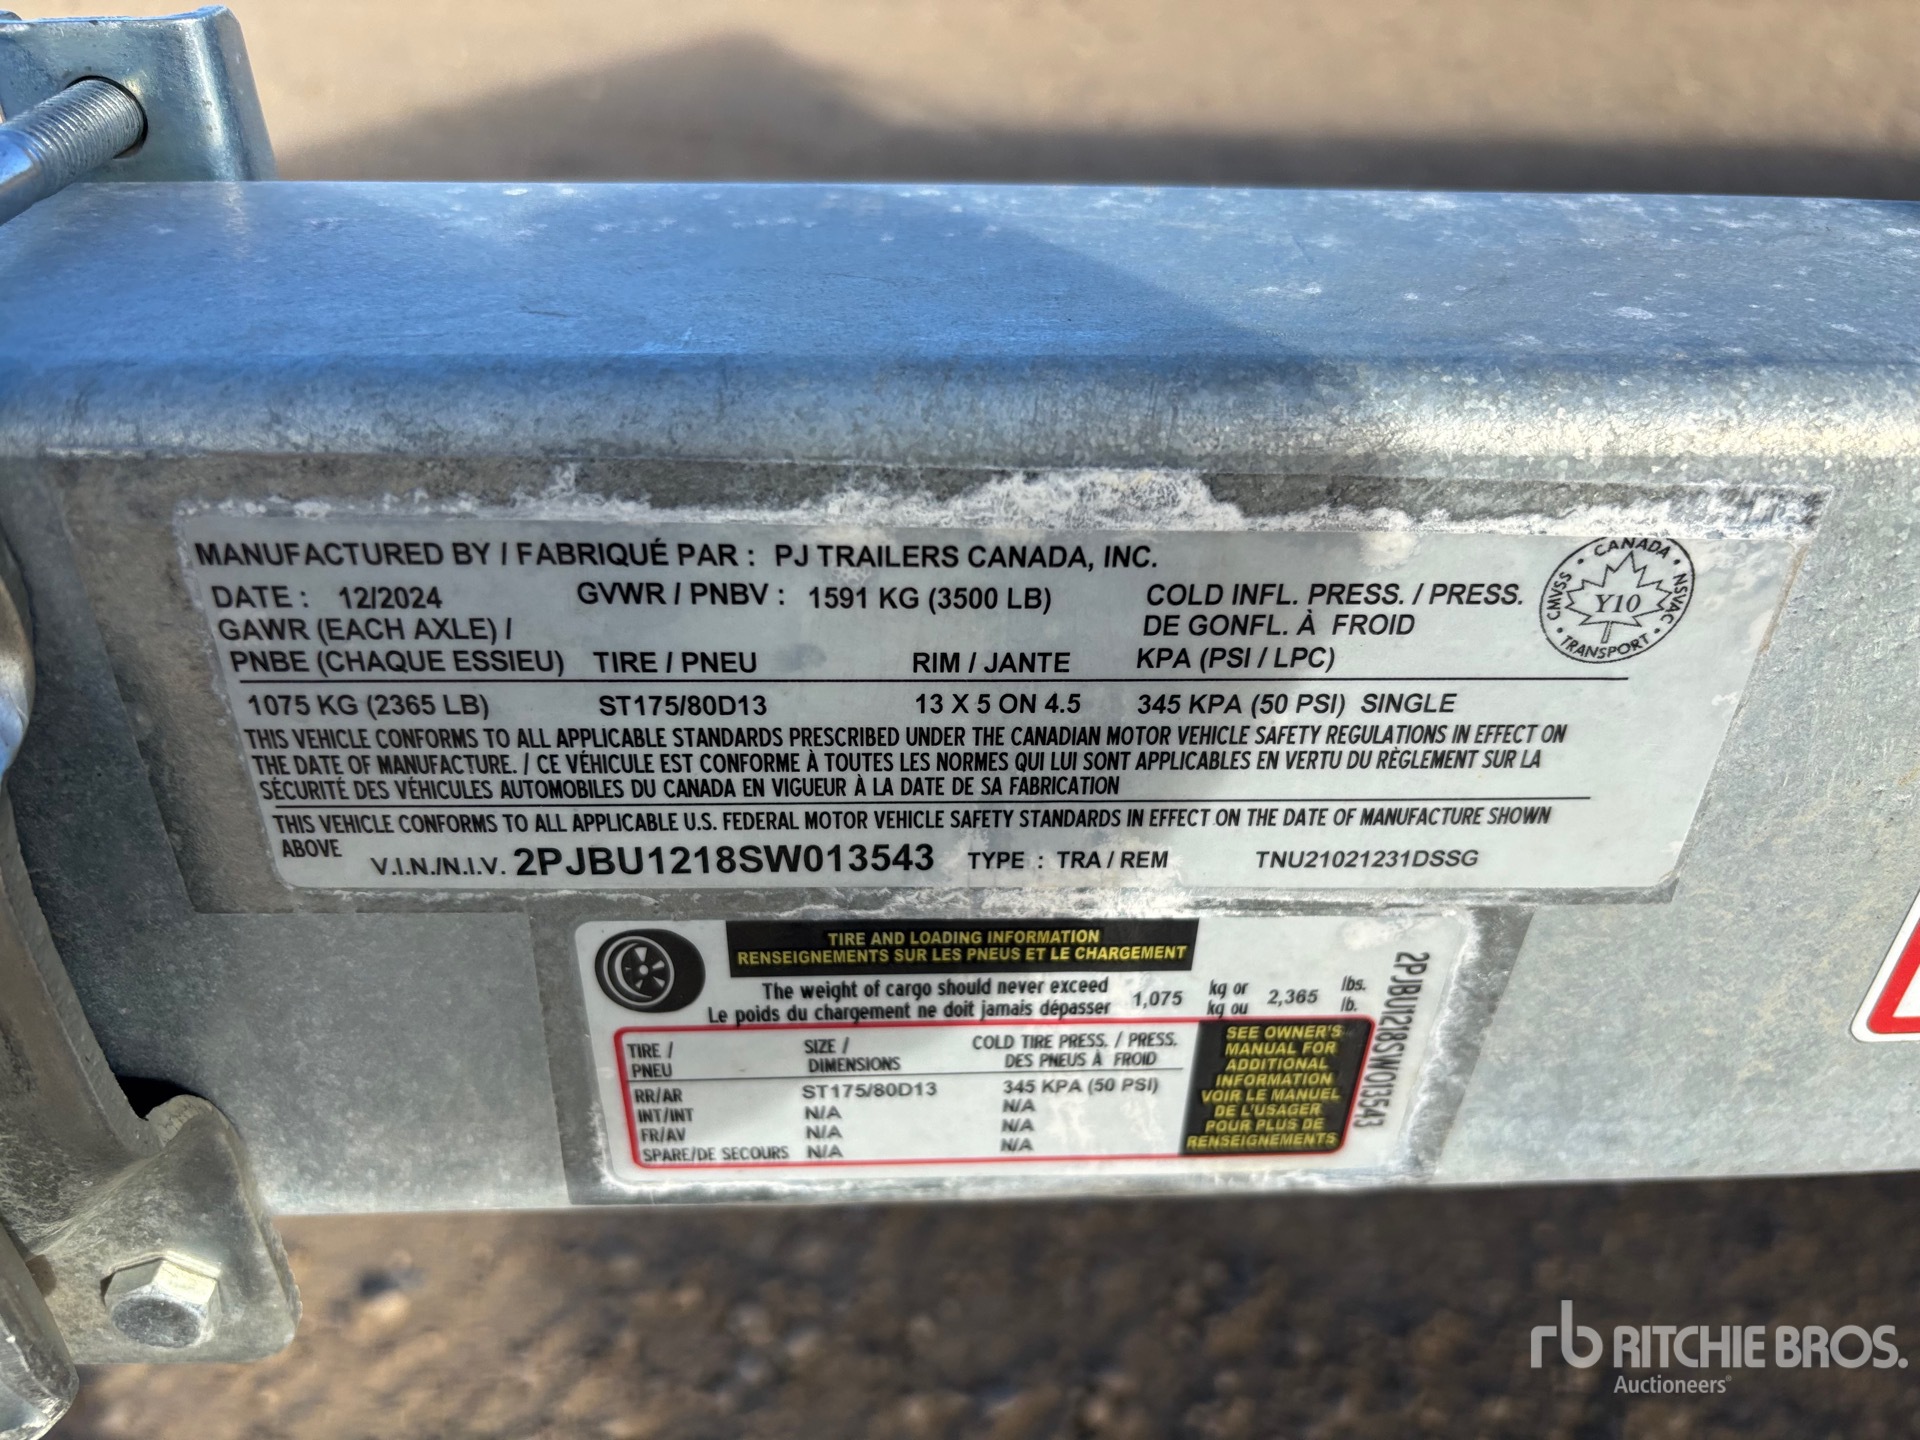 MANUFACTURED BY / FABRIQUÉ PAR : PJ TRAILERS CANADA, INC.
DATE : 12/2024 GVWR / PNBV : 1591 KG (3500 LB) COLD INFL. PRESS. / PRESS.
GAWR (EACH AXLE) / DE GONFL. À FROID
PNBE (CHAQUE ESSIEU) TIRE / PNEU RIM / JANTE KPA (PSI / LPC)
CANADA
CMVSS Y10 NSVAC
TRANSPORT
1075 KG (2365 LB) ST175/80D13 13 X 5 ON 4.5 345 KPA (50 PSI) SINGLE
THIS VEHICLE CONFORMS TO ALL APPLICABLE STANDARDS PRESCRIBED UNDER THE CANADIAN MOTOR VEHICLE SAFETY REGULATIONS IN EFFECT ON
THE DATE OF MANUFACTURE. / CE VÉHICULE EST CONFORME À TOUTES LES NORMES QUI LUI SONT APPLICABLES EN VERTU DU RÈGLEMENT SUR LA
SÉCURITÉ DES VÉHICULES AUTOMOBILES DU CANADA EN VIGUEUR À LA DATE DE SA FABRICATION
THIS VEHICLE CONFORMS TO ALL APPLICABLE U.S. FEDERAL MOTOR VEHICLE SAFETY STANDARDS IN EFFECT ON THE DATE OF MANUFACTURE SHOWN
ABOVE V.I.N./N.I.V. 2PJBU1218SW013543 TYPE : TRA / REM TNU21021231DSSG
TIRE AND LOADING INFORMATION
RENSEIGNEMENTS SUR LES PNEUS ET LE CHARGEMENT
The weight of cargo should never exceed 1,075 kg or 2,365 lbs.
Le poids du chargement ne doit jamais dépasser kg ou lb.
TIRE / SIZE / COLD TIRE PRESS. / PRESS.
PNEU DIMENSIONS DES PNEUS À FROID
RR/AR ST175/80D13 345 KPA (50 PSI)
INT/INT N/A N/A
FR/AV N/A N/A
SPARE/DE SECOURS N/A N/A
SEE OWNER'S
MANUAL FOR
ADDITIONAL
INFORMATION
VOIR LE MANUEL
DE L'USAGER
POUR PLUS DE
RENSEIGNEMENTS
2PJBU1218SW013543
rb RITCHIE BROS.
Auctioneers